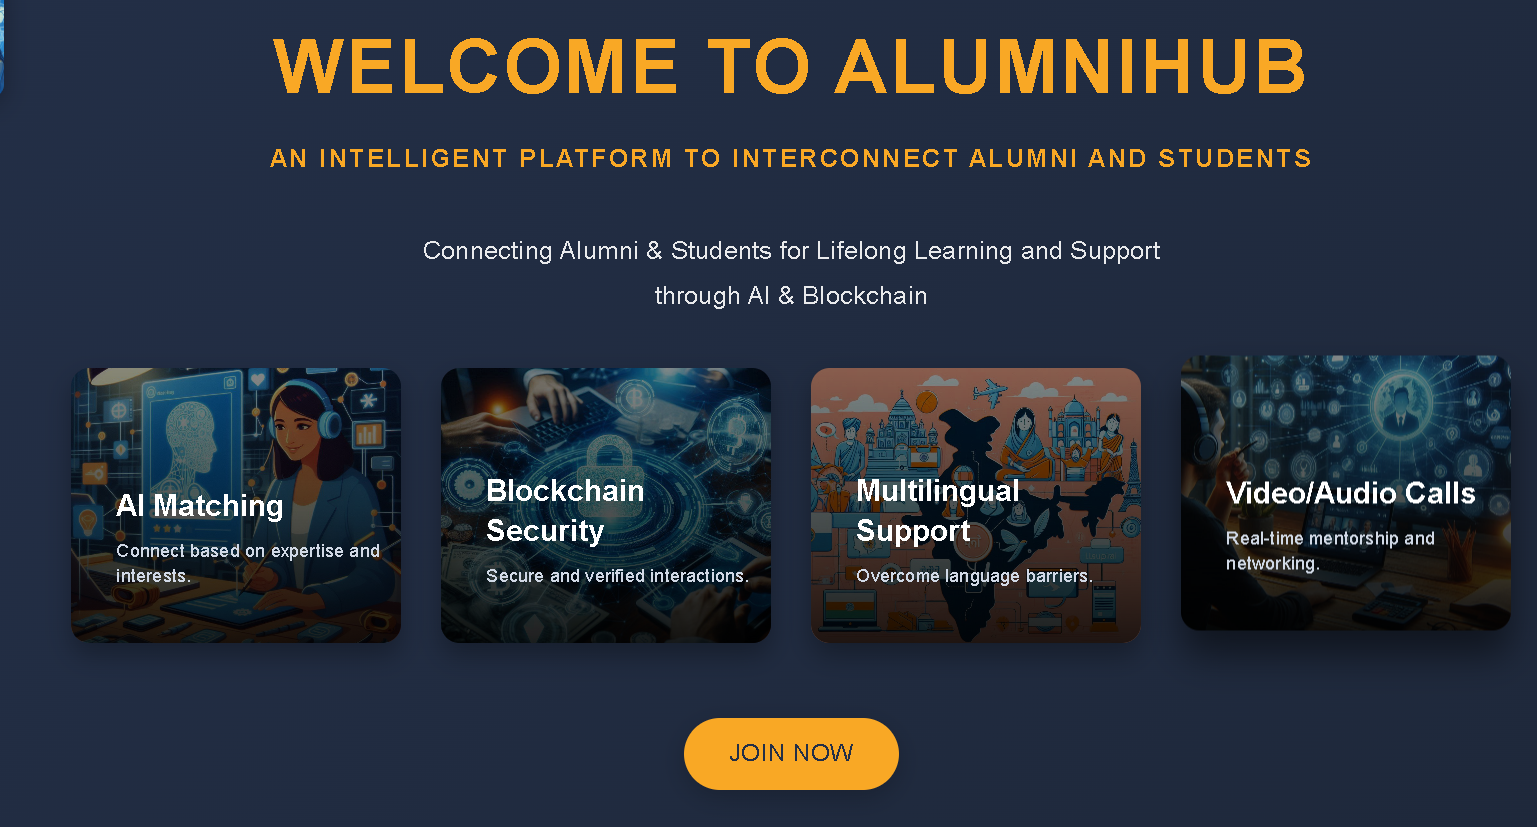 WELCOME TO ALUMNIHUB
AN INTELLIGENT PLATFORM TO INTERCONNECT ALUMNI AND STUDENTS
Connecting Alumni & Students for Lifelong Learning and Support
through AI & Blockchain
AI Matching
Connect based on expertise and
interests.
Blockchain
Security
Secure and verified interactions.
Multilingual
Support
Overcome language barriers.
Video/Audio Calls
Real-time mentorship and
networking.
JOIN NOW